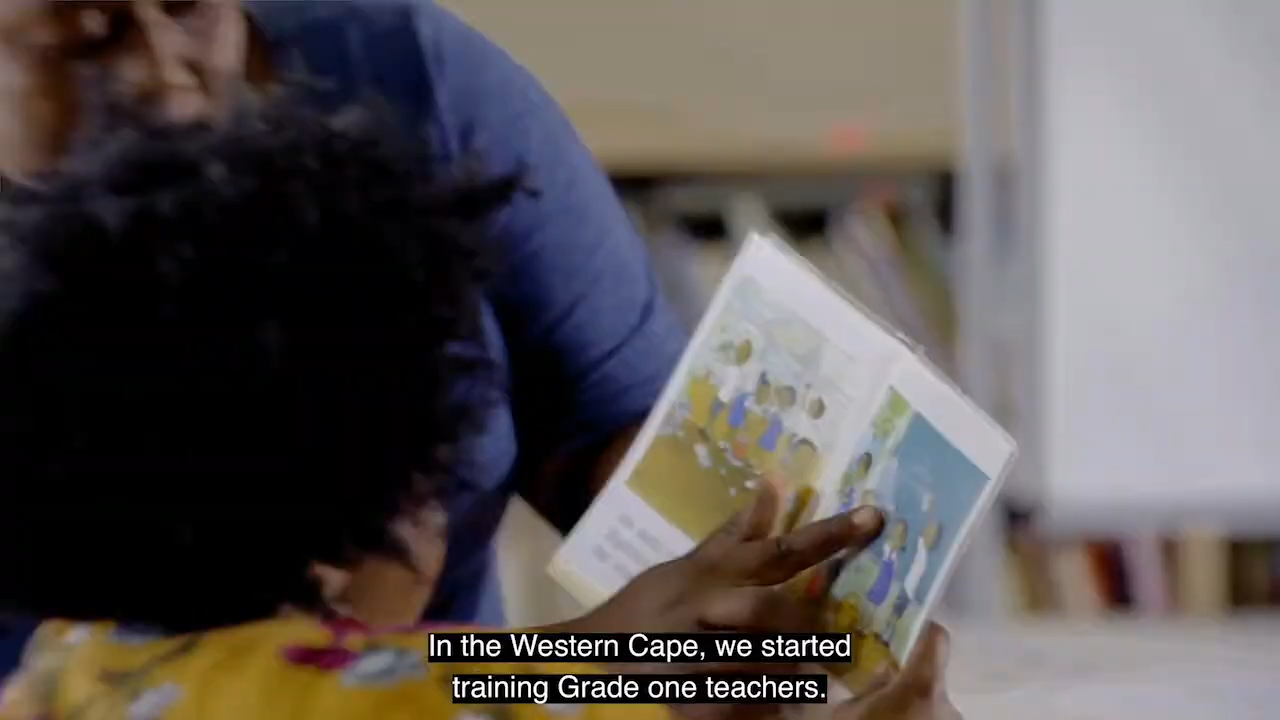 In the Western Cape, we started
training Grade one teachers.